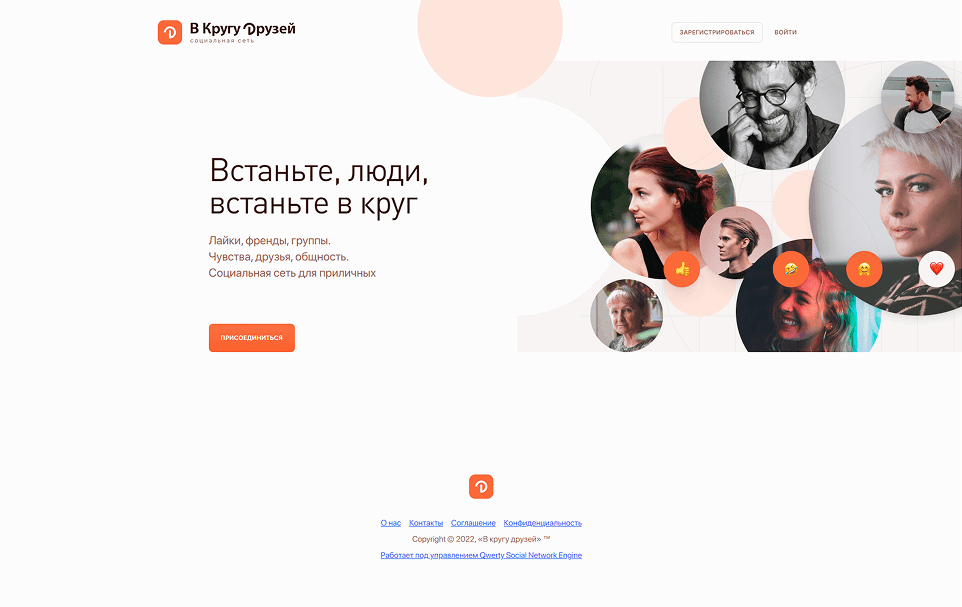 В Кругу Друзей
социальная сеть
ЗАРЕГИСТРИРОВАТЬСЯ
ВОЙТИ
Встаньте, люди,
встаньте в круг
Лайки, френды, группы.
Чувства, друзья, общность.
Социальная сеть для приличных
ПРИСОЕДИНИТЬСЯ
О нас Контакты Соглашение Конфиденциальность
Copyright © 2022, «В кругу друзей» ™
Работает под управлением Qwerty Social Network Engine